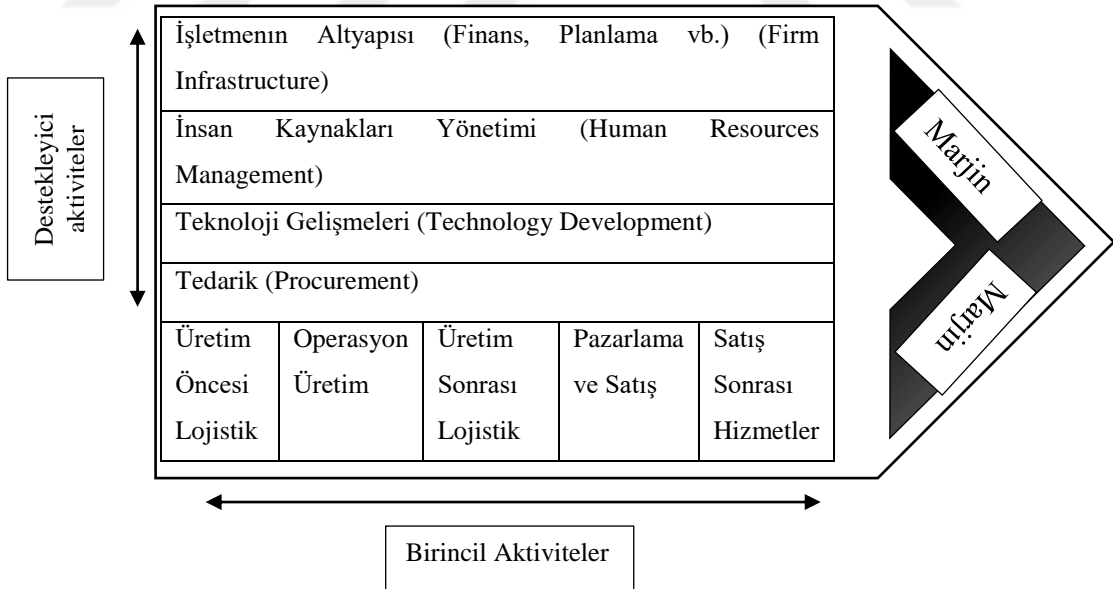 İşletmenın Altyapısı (Finans, Planlama vb.) (Firm
Infrastructure)
İnsan Kaynakları Yönetimi (Human Resources
Management)
Teknoloji Gelişmeleri (Technology Development)
Tedarik (Procurement)
Üretim
Öncesi
Lojistik
Operasyon
Üretim
Üretim
Sonrası
Lojistik
Pazarlama
ve Satış
Satış
Sonrası
Hizmetler
Destekleyici
aktiviteler
Marjin
Marjin
Birincil Aktiviteler